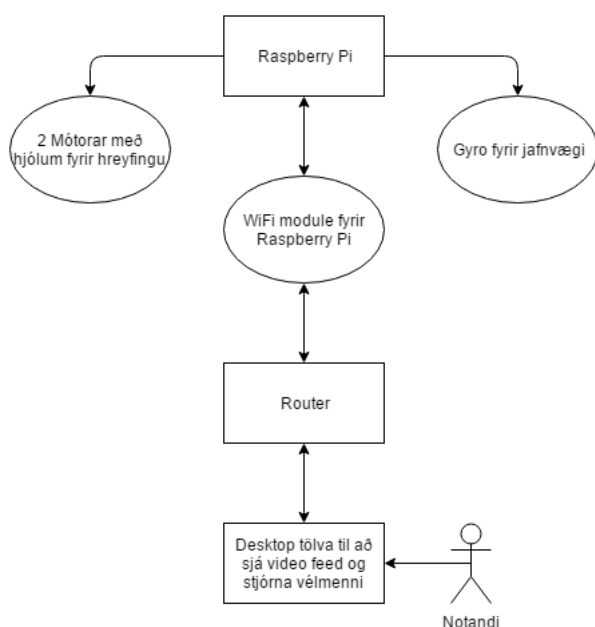 Raspberry Pi
2 Mótorar með
hjólum fyrir hreyfingu
Gyro fyrir jafnvægi
WiFi module fyrir
Raspberry Pi
Router
Desktop tölva til að
sjá video feed og
stjórna vélmenni
Notandi